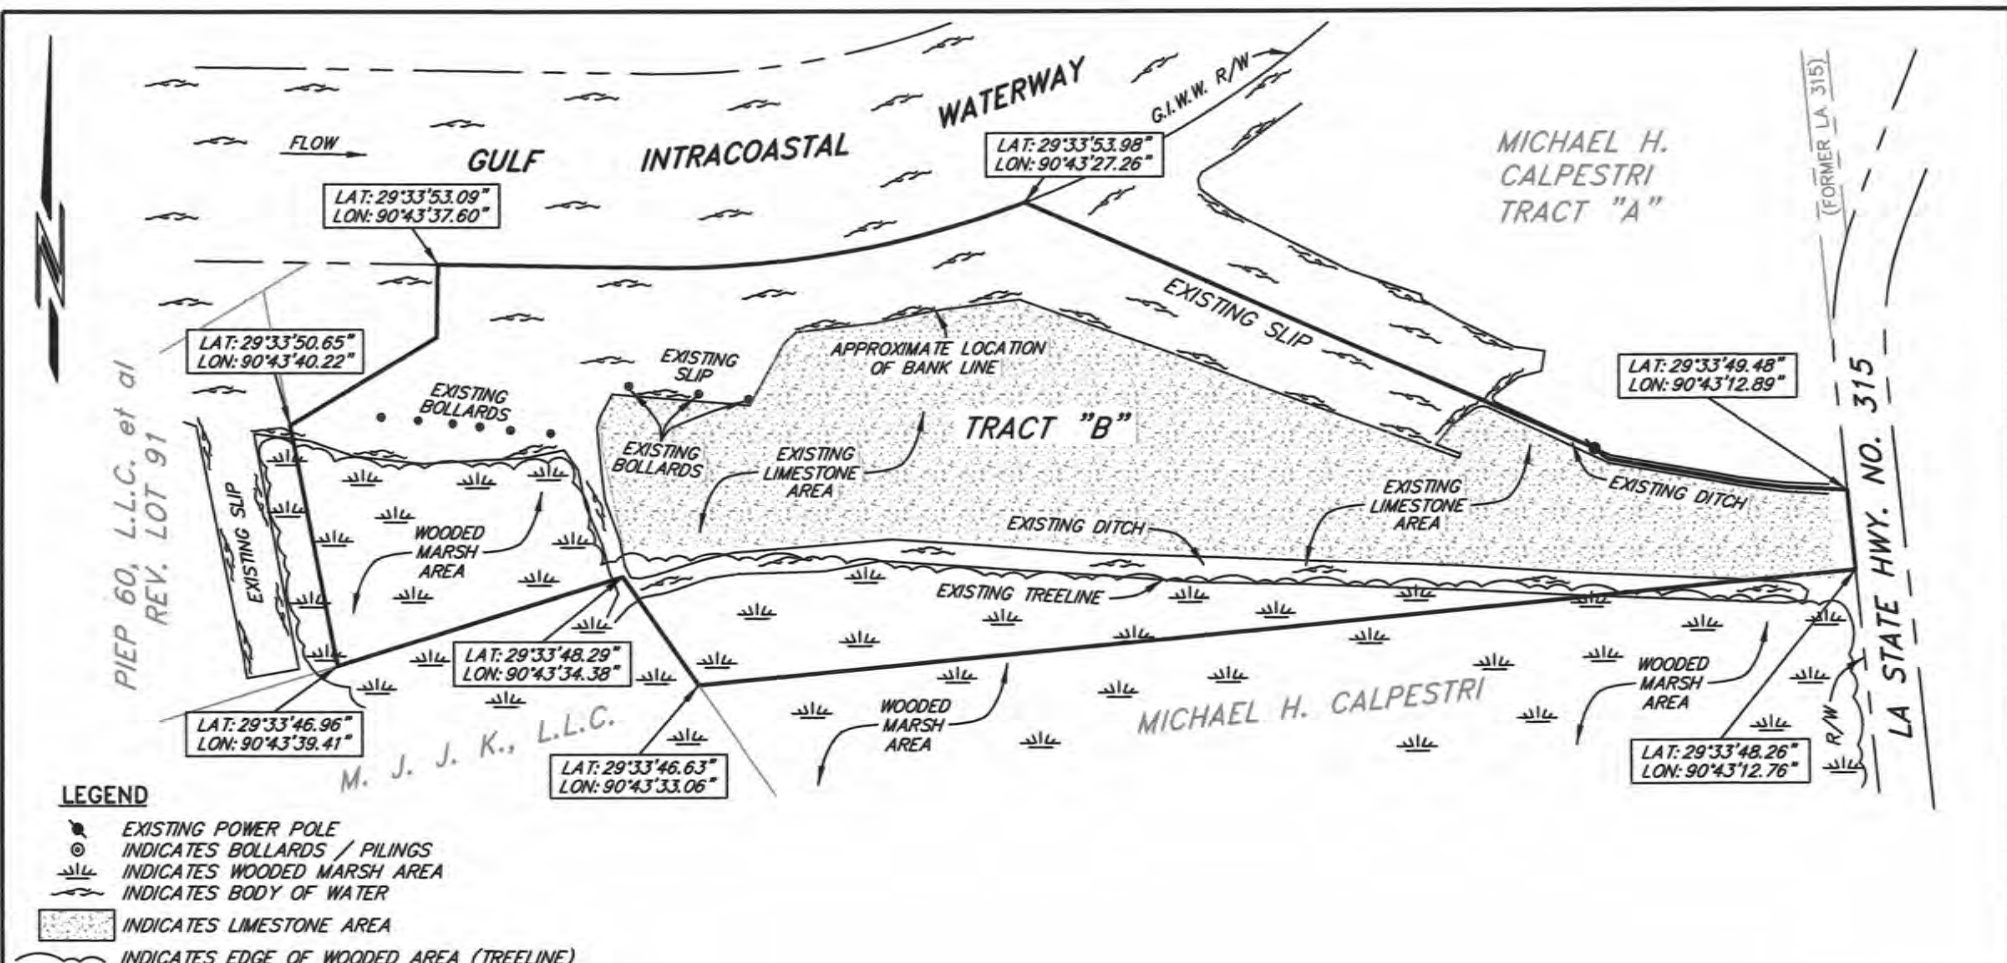 WATERWAY
G.I.W.W. R/W
(FORMER LA 315)
FLOW
GULF INTRACOASTAL
LAT: 29°33'53.98"
LON: 90°43'27.26"
MICHAEL H.
CALPESTRI
TRACT "A"
LAT: 29°33'53.09"
LON: 90°43'37.60"
LAT: 29°33'50.65"
LON: 90°43'40.22"
EXISTING SLIP
APPROXIMATE LOCATION
OF BANK LINE
EXISTING
SLIP
EXISTING
BOLLARDS
LAT: 29°33'49.48"
LON: 90°43'12.89"
PIEP 60, L.L.C. et al
REV. LOT 91
TRACT "B"
EXISTING
BOLLARDS
EXISTING
LIMESTONE
AREA
EXISTING
LIMESTONE
AREA
EXISTING DITCH
EXISTING SLIP
WOODED
MARSH
AREA
EXISTING DITCH
EXISTING TREELINE
LA STATE HWY. NO. 315
LAT: 29°33'48.29"
LON: 90°43'34.38"
WOODED
MARSH
AREA
R/W
LAT: 29°33'46.96"
LON: 90°43'39.41"
M. J. J. K., L.L.C.
WOODED
MARSH
AREA
MICHAEL H. CALPESTRI
LAT: 29°33'46.63"
LON: 90°43'33.06"
LAT: 29°33'48.26"
LON: 90°43'12.76"
LEGEND
EXISTING POWER POLE
INDICATES BOLLARDS / PILINGS
INDICATES WOODED MARSH AREA
INDICATES BODY OF WATER
INDICATES LIMESTONE AREA
INDICATES EDGE OF WOODED AREA (TREELINE)
N